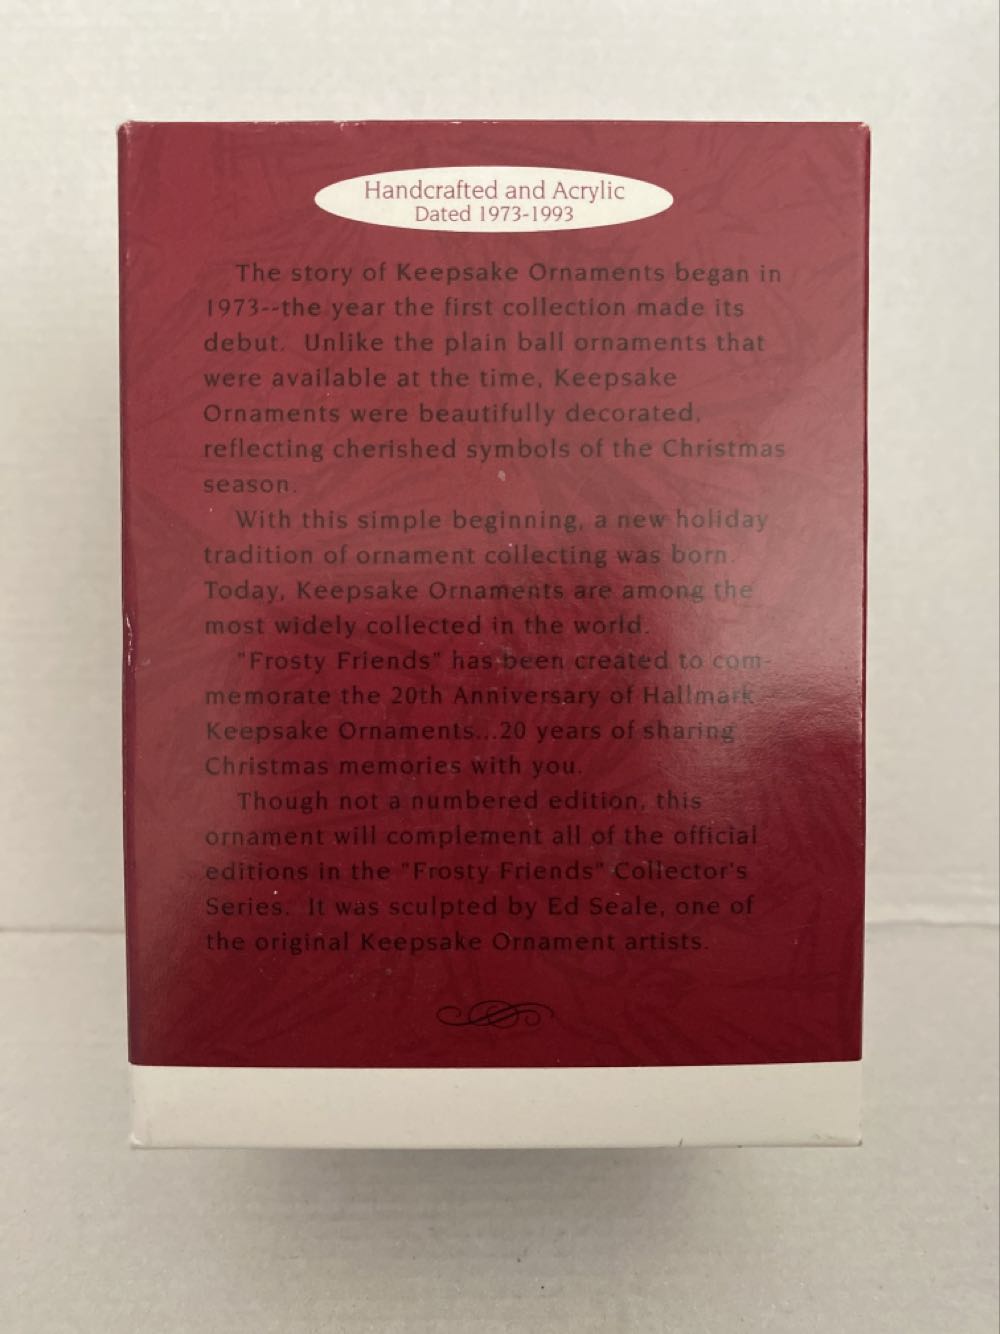 Handcrafted and Acrylic
Dated 1973-1993
The story of Keepsake Ornaments began in
1973--the year the first collection made its
debut. Unlike the plain ball ornaments that
were available at the time, Keepsake
Ornaments were beautifully decorated,
reflecting cherished symbols of the Christmas
season.
With this simple beginning, a new holiday
tradition of ornament collecting was born.
Today, Keepsake Ornaments are among the
most widely collected in the world.
"Frosty Friends" has been created to com-
memorate the 20th Anniversary of Hallmark
Keepsake Ornaments...20 years of sharing
Christmas memories with you.
Though not a numbered edition, this
ornament will complement all of the official
editions in the "Frosty Friends" Collector's
Series. It was sculpted by Ed Seale, one of
the original Keepsake Ornament artists.